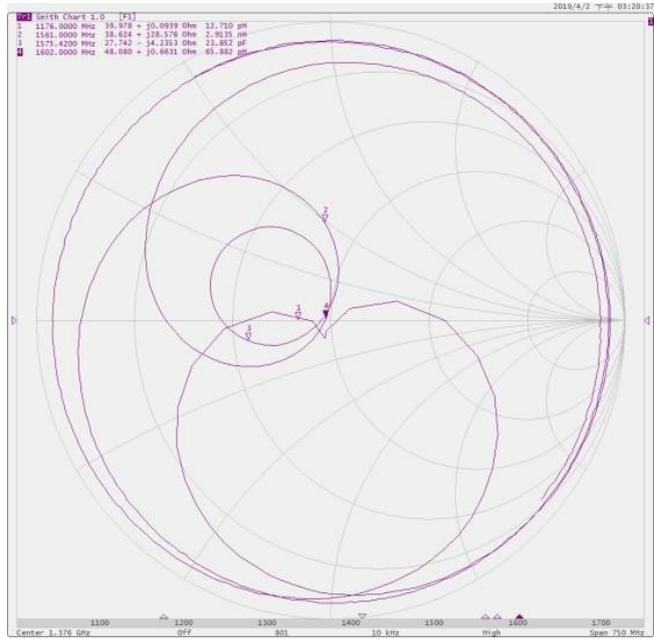 2019/4/2 下午 03:20:37
Tr1 Smith Chart 1.0 [F1]
1 1176.0000 MHz 39.978 + j0.0939 Ohm 12.710 pH
2 1561.0000 MHz 38.624 + j28.576 Ohm 2.9135 nH
3 1575.4200 MHz 27.742 - j4.2353 Ohm 23.852 pF
4 1602.0000 MHz 48.080 + j0.6631 Ohm 65.882 pH
2
1
4
3
1100 1200 1300 1400 1500 1600 1700
Center 1.376 GHz Off 801 10 kHz High Span 750 MHz